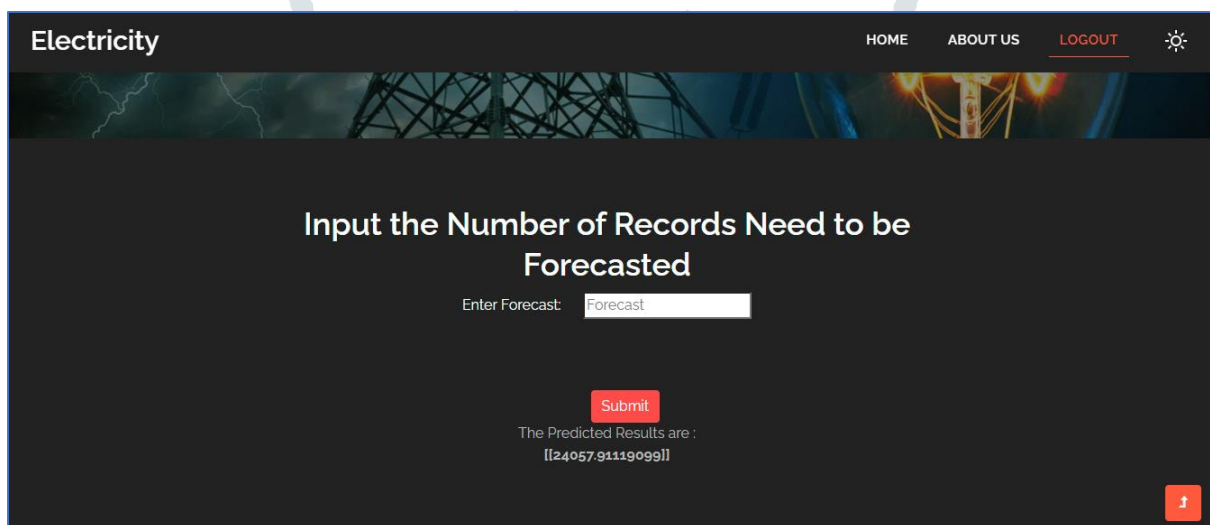 Electricity
HOME ABOUT US LOGOUT
Input the Number of Records Need to be
Forecasted
Enter Forecast: Forecast
Submit
The Predicted Results are :
[[24057.91119099]]